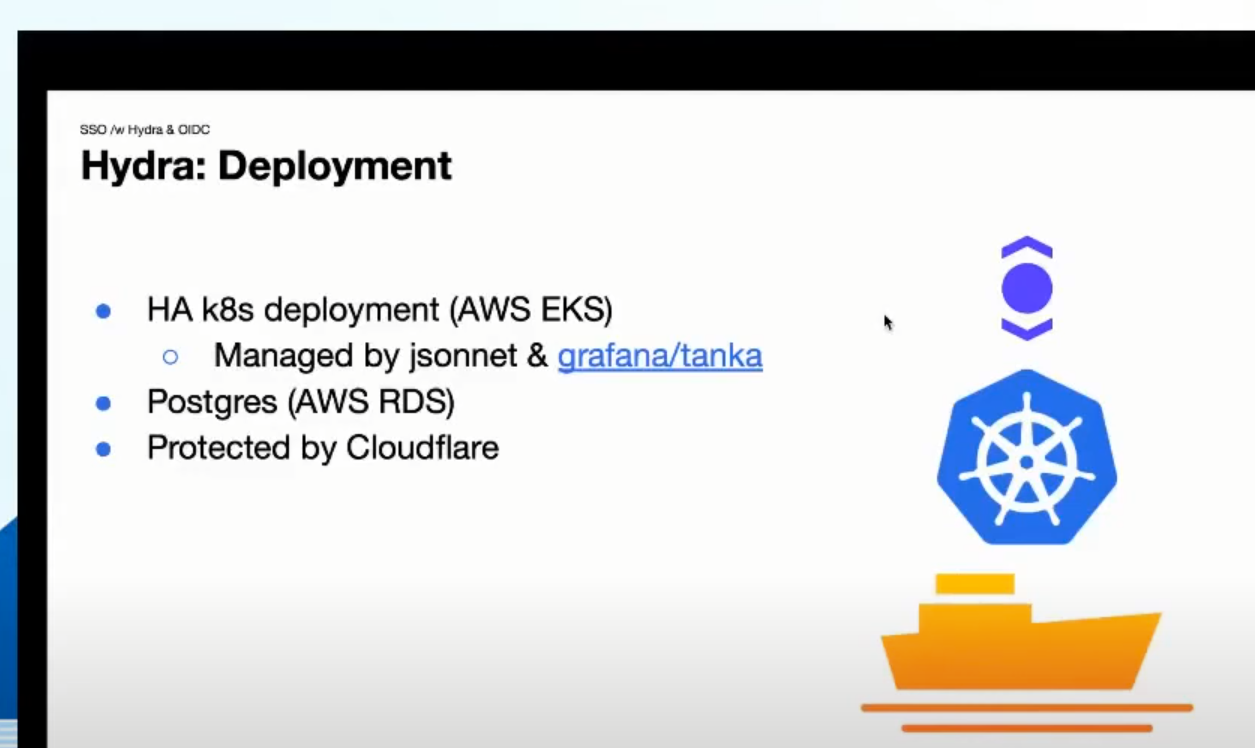 SSO /w Hydra & OIDC
Hydra: Deployment
● HA k8s deployment (AWS EKS)
○ Managed by jsonnet & grafana/tanka
● Postgres (AWS RDS)
● Protected by Cloudflare